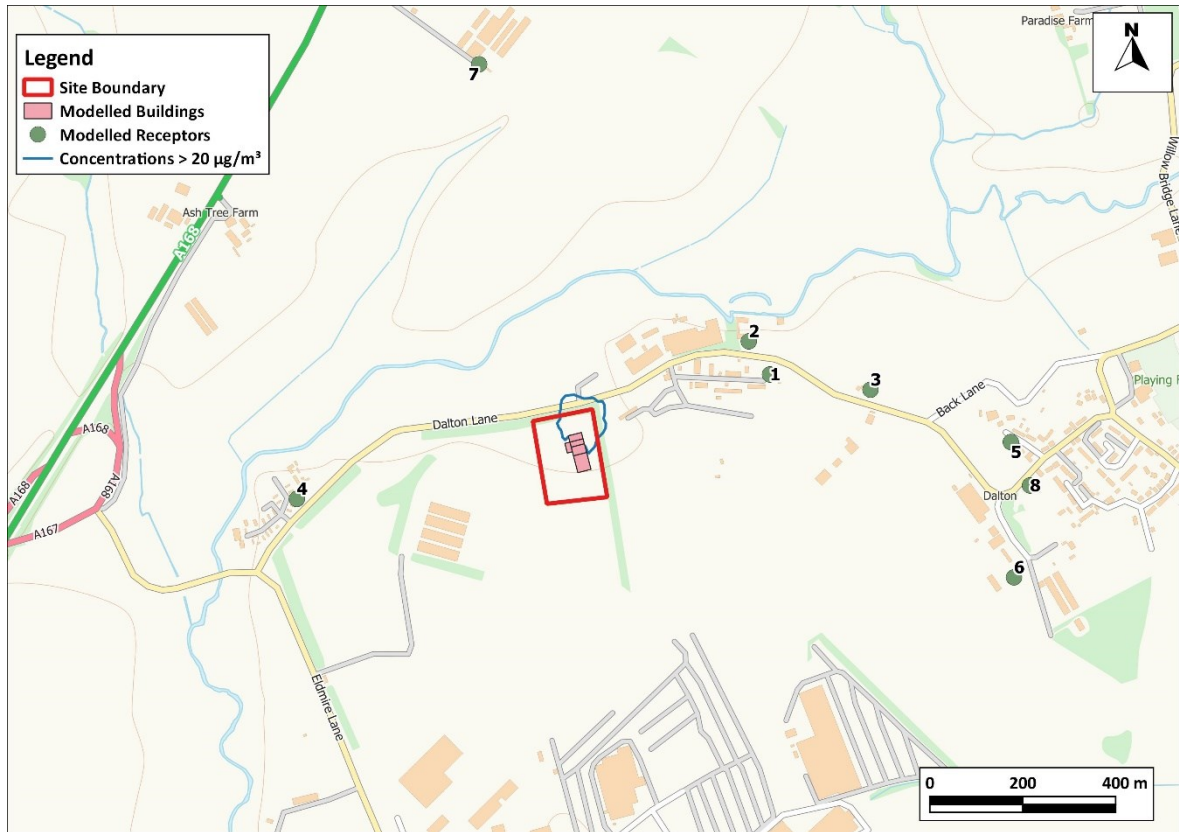 Legend
Site Boundary
Modelled Buildings
Modelled Receptors
Concentrations > 20 µg/m³
Paradise Farm
N
7
Willow Bridge Lane
Ash Tree Farm
A168
2
1
3
Back Lane
Playing
Dalton Lane
A168
5
4
A168
A168
8
Dalton
A167
6
Eldmire Lane
0 200 400 m